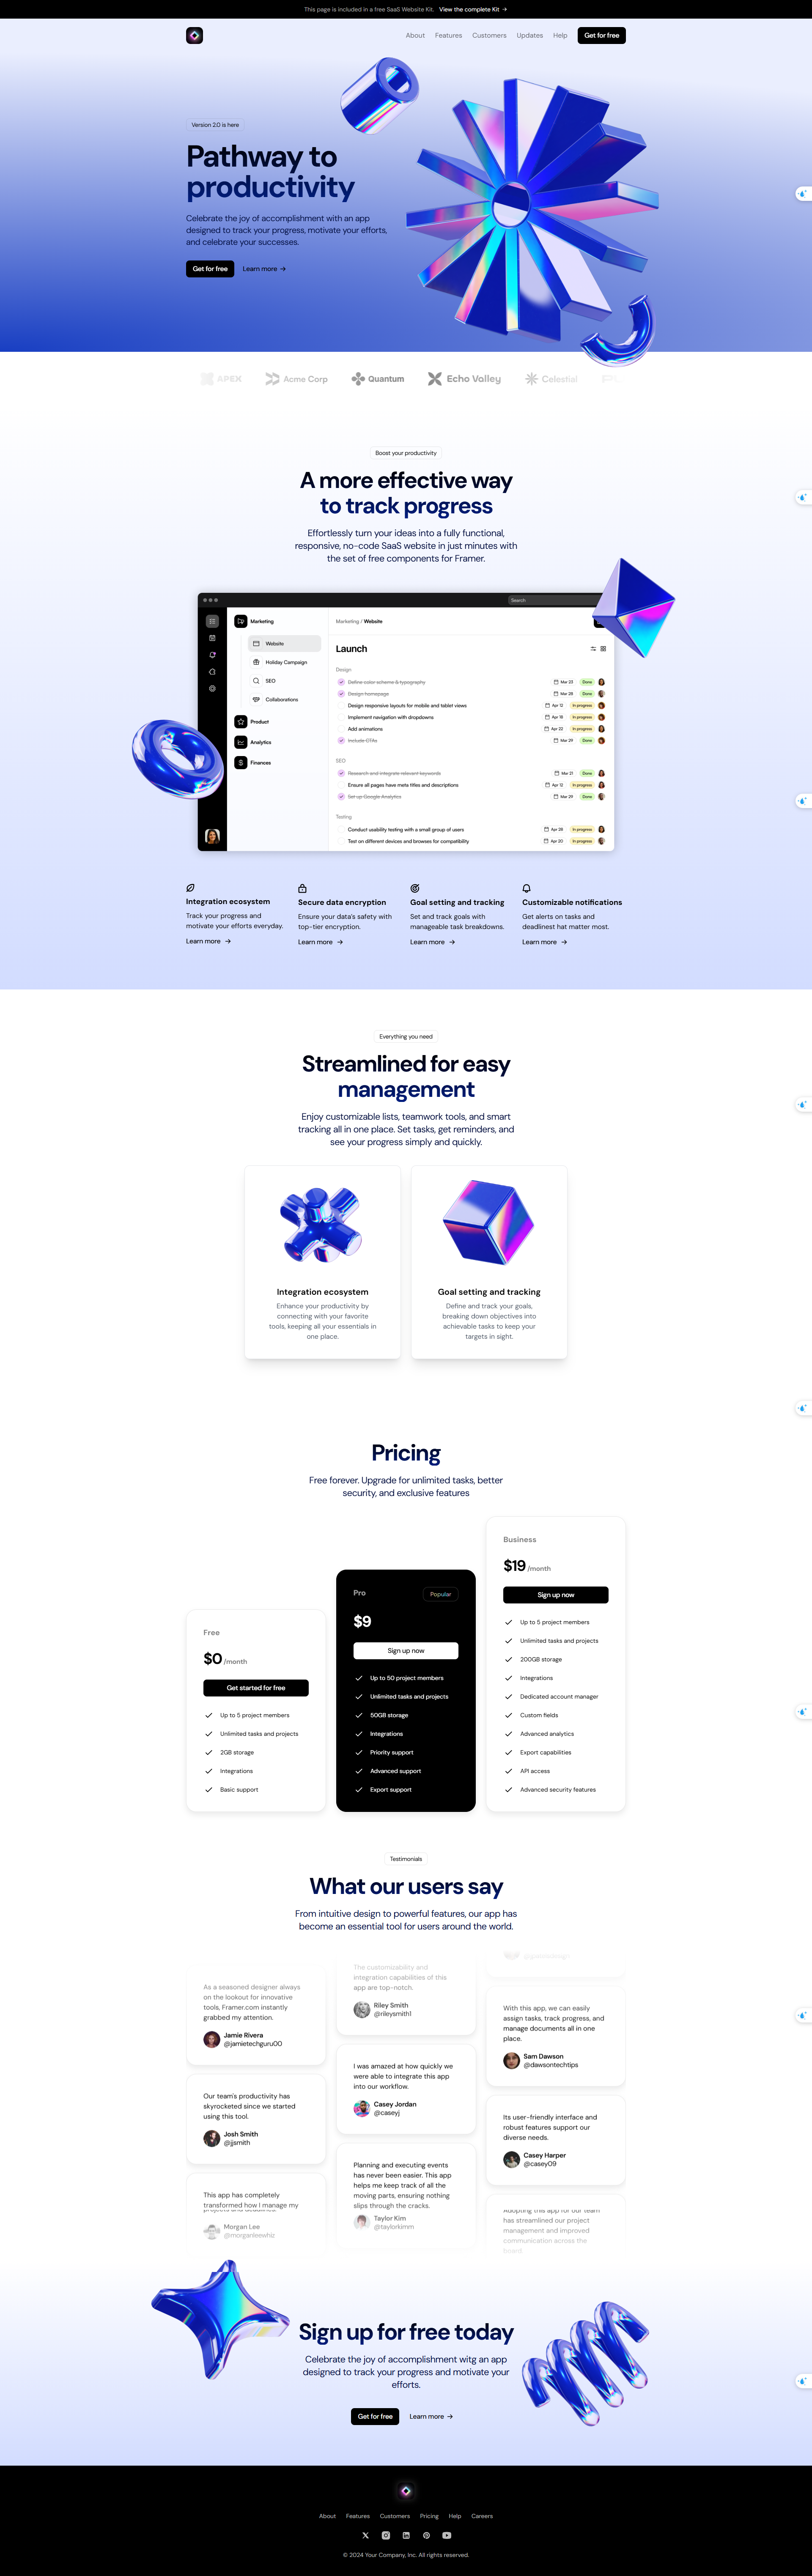 This page is included in a free SaaS Website Kit. View the complete Kit →
About Features Customers Updates Help Get for free
Version 2.0 is here
Pathway to
productivity
Celebrate the joy of accomplishment with an app
designed to track your progress, motivate your efforts,
and celebrate your successes.
Get for free Learn more →
APEX Acme Corp Quantum Echo Valley Celestial
Boost your productivity
A more effective way
to track progress
Effortlessly turn your ideas into a fully functional,
responsive, no-code SaaS website in just minutes with
the set of free components for Framer.
Search
Marketing
Website
Holiday Campaign
SEO
Collaborations
Product
Analytics
Finances
Marketing / Website
Launch
Design
Define color scheme & typography Mar 23 Done
Design homepage Mar 28 Done
Design responsive layouts for mobile and tablet views Apr 12 In progress
Implement navigation with dropdowns Apr 18 In progress
Add animations Apr 22 In progress
Include CTAs Mar 29 Done
SEO
Research and integrate relevant keywords Mar 21 Done
Ensure all pages have meta titles and descriptions Apr 12 In progress
Set up Google Analytics Mar 29 Done
Testing
Conduct usability testing with a small group of users Apr 28 In progress
Test on different devices and browses for compatibility Apr 20 In progress
Integration ecosystem
Track your progress and
motivate your efforts everyday.
Learn more →
Secure data encryption
Ensure your data's safety with
top-tier encryption.
Learn more →
Goal setting and tracking
Set and track goals with
manageable task breakdowns.
Learn more →
Customizable notifications
Get alerts on tasks and
deadlinest hat matter most.
Learn more →
Everything you need
Streamlined for easy
management
Enjoy customizable lists, teamwork tools, and smart
tracking all in one place. Set tasks, get reminders, and
see your progress simply and quickly.
Integration ecosystem
Enhance your productivity by
connecting with your favorite
tools, keeping all your essentials in
one place.
Goal setting and tracking
Define and track your goals,
breaking down objectives into
achievable tasks to keep your
targets in sight.
Pricing
Free forever. Upgrade for unlimited tasks, better
security, and exclusive features
Free
$0 /month
Get started for free
Up to 5 project members
Unlimited tasks and projects
2GB storage
Integrations
Basic support
Pro Popular
$9
Sign up now
Up to 50 project members
Unlimited tasks and projects
50GB storage
Integrations
Priority support
Advanced support
Export support
Business
$19 /month
Sign up now
Up to 5 project members
Unlimited tasks and projects
200GB storage
Integrations
Dedicated account manager
Custom fields
Advanced analytics
Export capabilities
API access
Advanced security features
Testimonials
What our users say
From intuitive design to powerful features, our app has
become an essential tool for users around the world.
As a seasoned designer always
on the lookout for innovative
tools, Framer.com instantly
grabbed my attention.
Jamie Rivera
@jamietechguru00
Our team's productivity has
skyrocketed since we started
using this tool.
Josh Smith
@jjsmith
This app has completely
transformed how I manage my
projects and deadlines.
Morgan Lee
@morganleewhiz
The customizability and
integration capabilities of this
app are top-notch.
Riley Smith
@rileysmith1
I was amazed at how quickly we
were able to integrate this app
into our workflow.
Casey Jordan
@caseyj
Planning and executing events
has never been easier. This app
helps me keep track of all the
moving parts, ensuring nothing
slips through the cracks.
Taylor Kim
@taylorkimm
With this app, we can easily
assign tasks, track progress, and
manage documents all in one
place.
Sam Dawson
@dawsontechtips
Its user-friendly interface and
robust features support our
diverse needs.
Casey Harper
@casey09
Adopting this app for our team
has streamlined our project
management and improved
communication across the
board.
Sign up for free today
Celebrate the joy of accomplishment witg an app
designed to track your progress and motivate your
efforts.
Get for free Learn more →
About Features Customers Pricing Help Careers
© 2024 Your Company, Inc. All rights reserved.